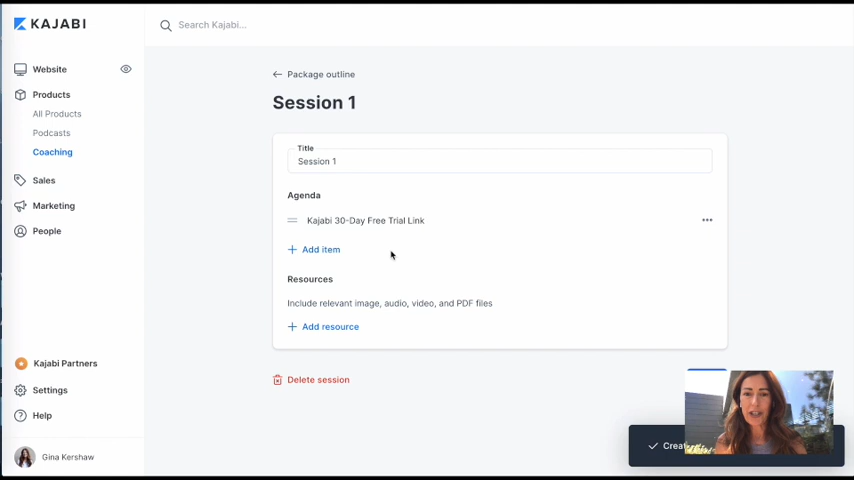 KAJABI
Search Kajabi...
Website
Products
All Products
Podcasts
Coaching
Sales
Marketing
People
Kajabi Partners
Settings
Help
Gina Kershaw
Package outline
Session 1
Title
Session 1
Agenda
Kajabi 30-Day Free Trial Link
Add item
Resources
Include relevant image, audio, video, and PDF files
Add resource
Delete session